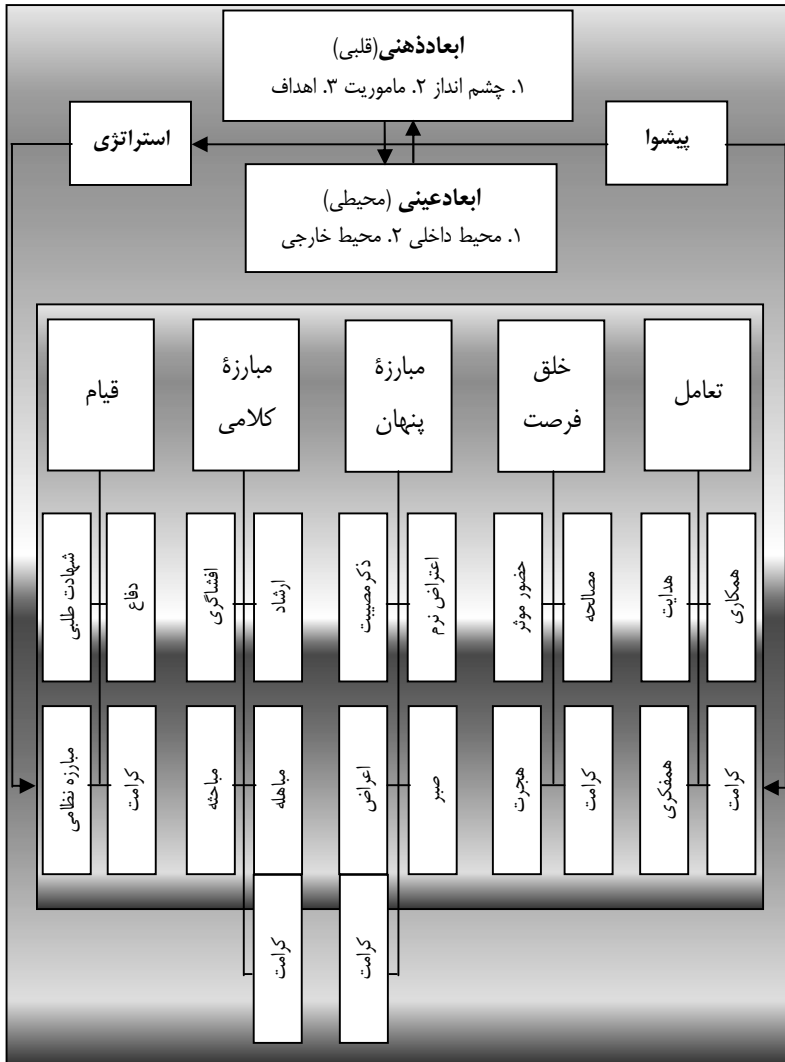 ابعادذهنی(قلبی)
۱. چشم انداز ۲. ماموریت ۳. اهداف
پیشوا
استراتژی
ابعادعینی (محیطی)
۱. محیط داخلی ۲. محیط خارجی
تعامل
خلق
فرصت
مبارزهٔ
پنهان
مبارزهٔ
کلامی
قیام
همکاری
هدایت
مصالحه
حضور موثر
اعتراض نرم
ذکرمصیبت
ارشاد
افشاگری
دفاع
شهادت طلبی
کرامت
همفکری
کرامت
هجرت
صبر
اعراض
مباهله
مباحثه
کرامت
مبارزه نظامی
کرامت
کرامت